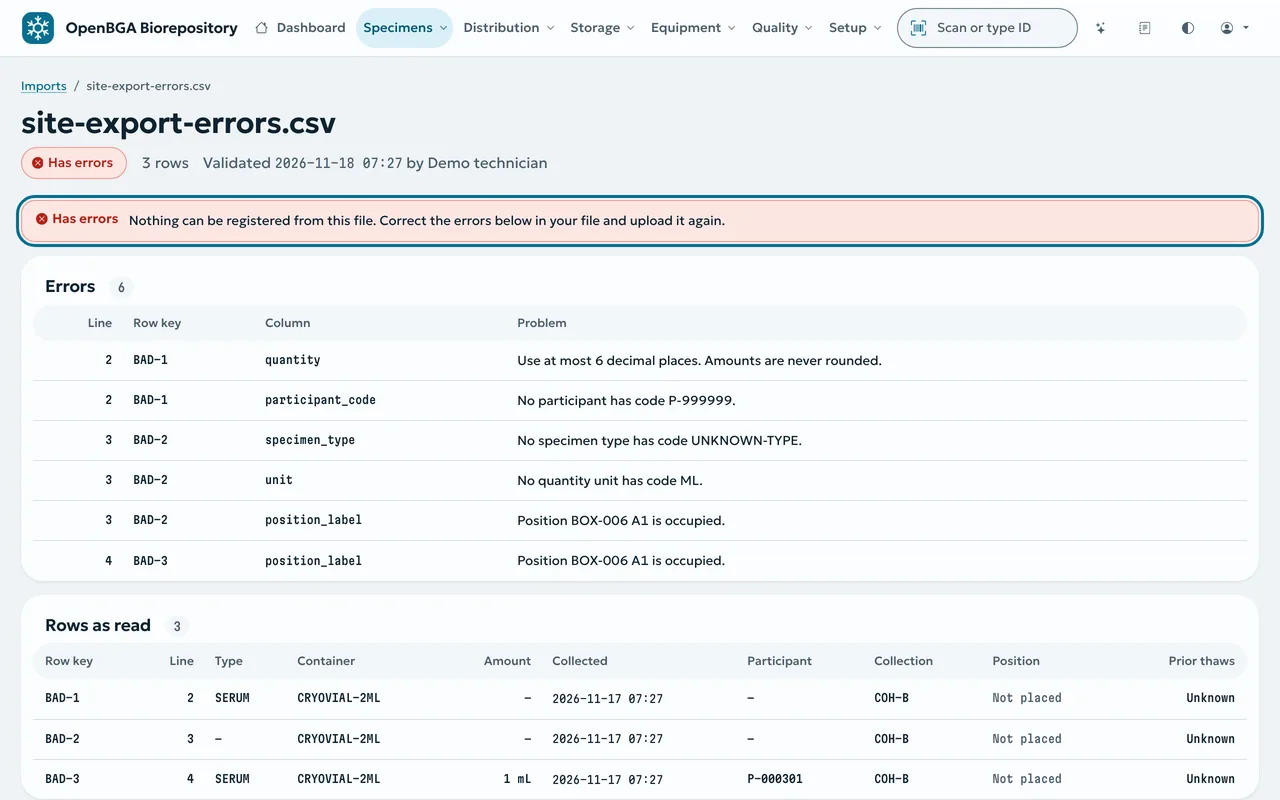 OpenBGA Biorepository Dashboard Specimens Distribution Storage Equipment Quality Setup Scan or type ID
Imports / site-export-errors.csv
site-export-errors.csv
Has errors 3 rows Validated 2026-11-18 07:27 by Demo technician
Has errors Nothing can be registered from this file. Correct the errors below in your file and upload it again.
Errors 6
Line Row key Column Problem
2 BAD-1 quantity Use at most 6 decimal places. Amounts are never rounded.
2 BAD-1 participant_code No participant has code P-999999.
3 BAD-2 specimen_type No specimen type has code UNKNOWN-TYPE.
3 BAD-2 unit No quantity unit has code ML.
3 BAD-2 position_label Position BOX-006 A1 is occupied.
4 BAD-3 position_label Position BOX-006 A1 is occupied.
Rows as read 3
Row key Line Type Container Amount Collected Participant Collection Position Prior thaws
BAD-1 2 SERUM CRYOVIAL-2ML – 2026-11-17 07:27 – COH-B Not placed Unknown
BAD-2 3 – CRYOVIAL-2ML – 2026-11-17 07:27 – COH-B Not placed Unknown
BAD-3 4 SERUM CRYOVIAL-2ML 1 mL 2026-11-17 07:27 P-000301 COH-B Not placed Unknown